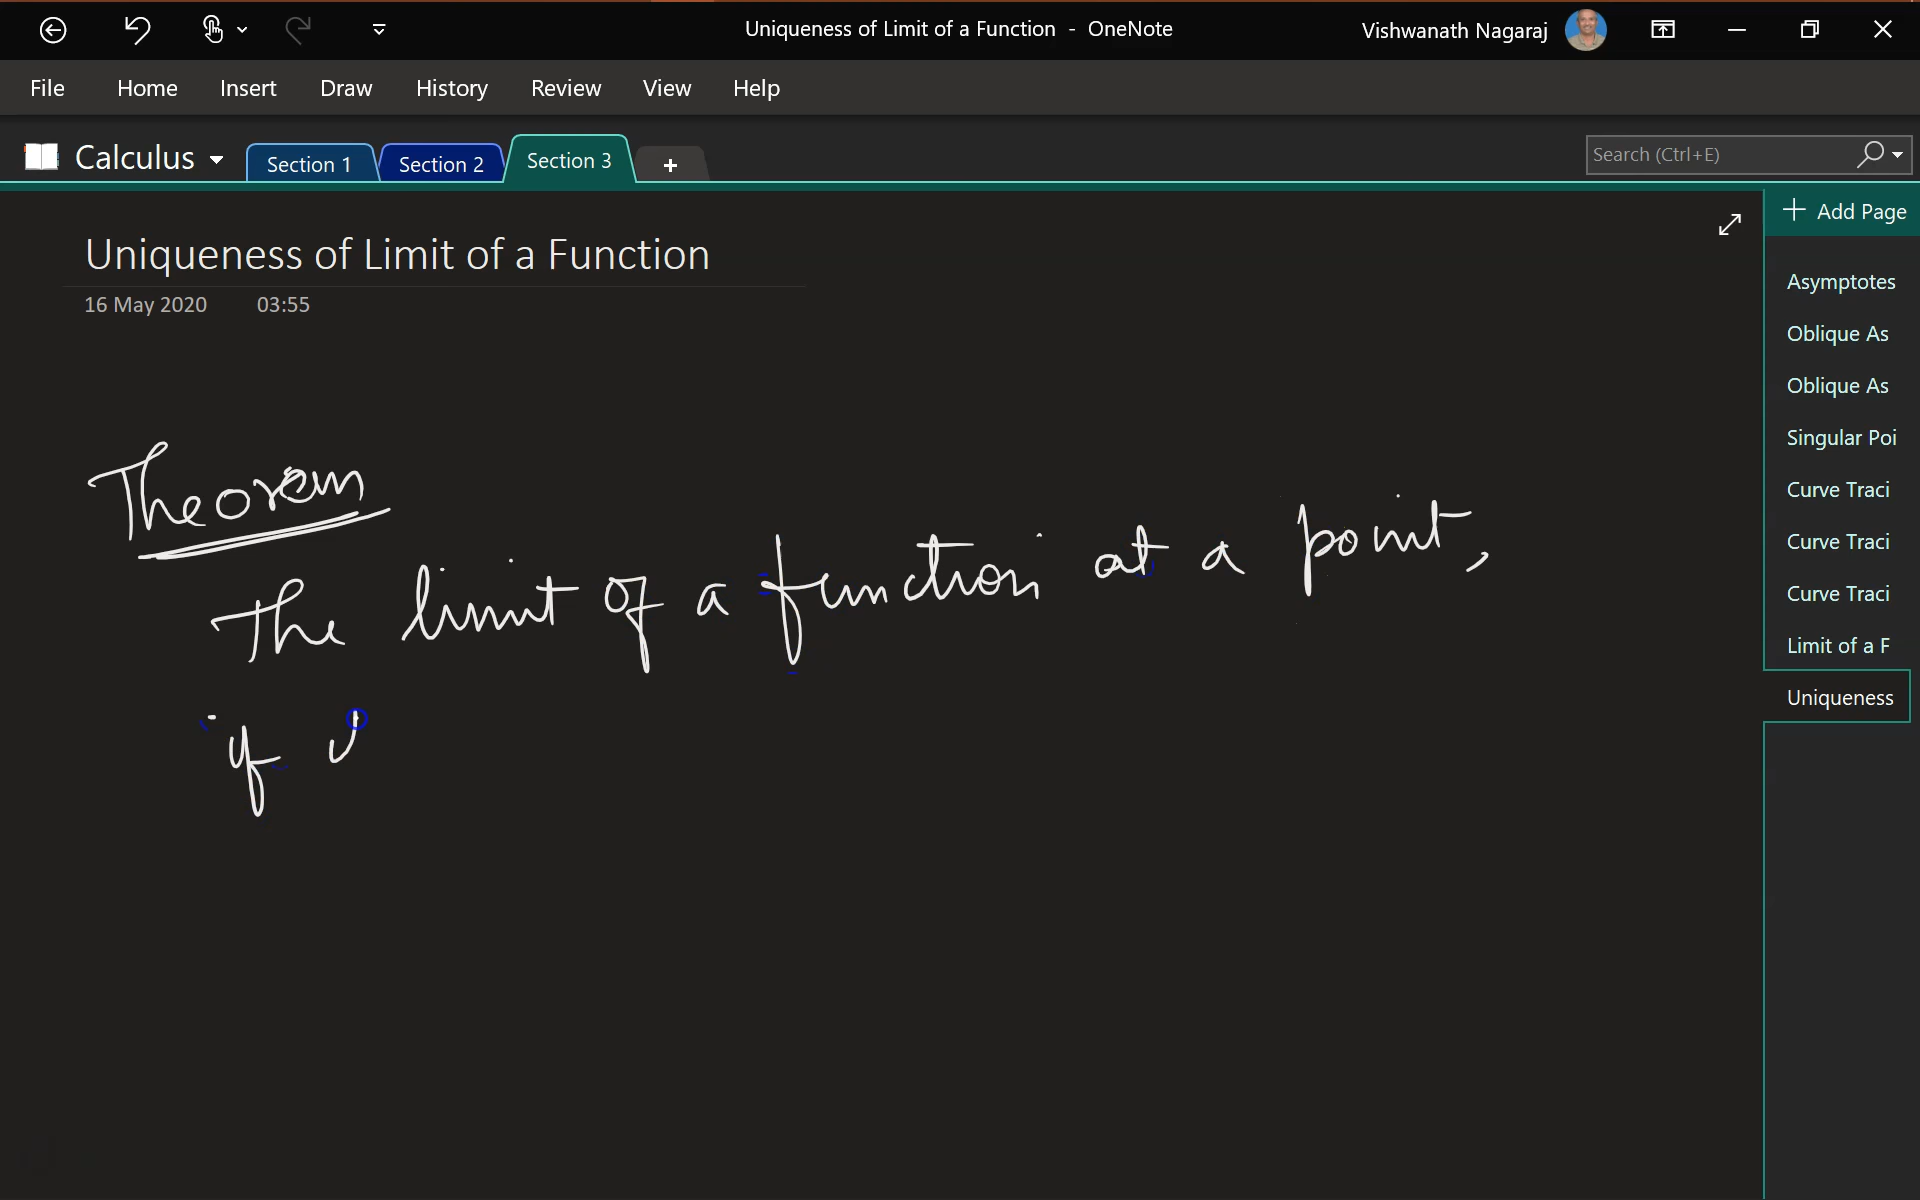 Uniqueness of Limit of a Function - OneNote
Vishwanath Nagaraj
File Home Insert Draw History Review View Help
Calculus Section 1 Section 2 Section 3 +
Search (Ctrl+E)
Add Page
Uniqueness of Limit of a Function
16 May 2020 03:55
Theorem
The limit of a function at a point,
if
Asymptotes
Oblique As
Oblique As
Singular Poi
Curve Traci
Curve Traci
Curve Traci
Limit of a F
Uniqueness